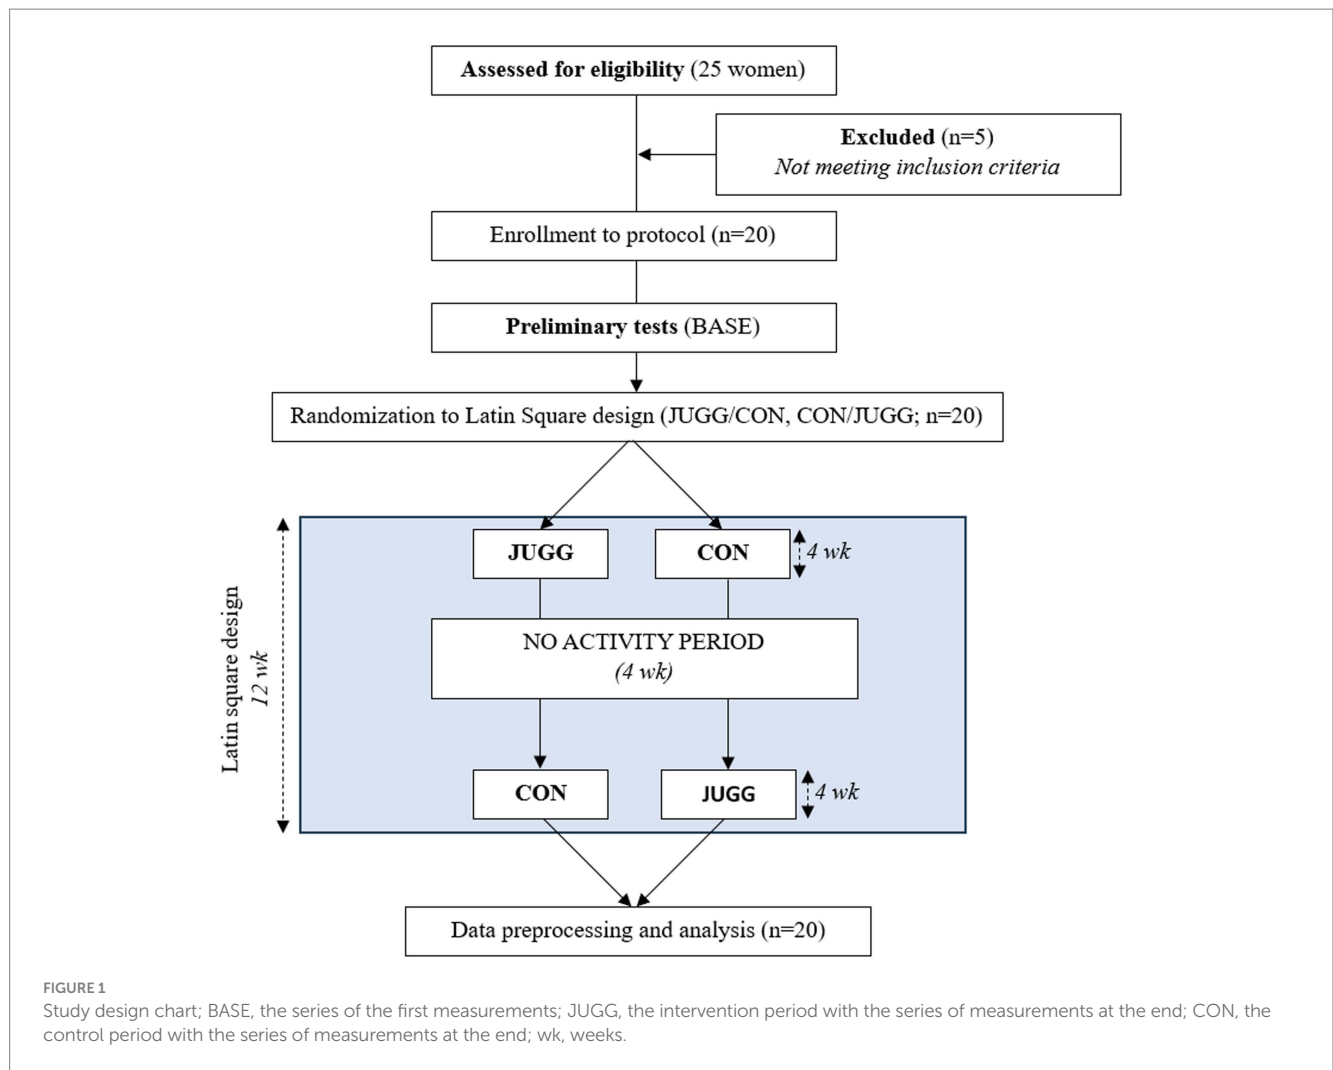 Assessed for eligibility (25 women)
Excluded (n=5)
Not meeting inclusion criteria
Enrollment to protocol (n=20)
Preliminary tests (BASE)
Randomization to Latin Square design (JUGG/CON, CON/JUGG; n=20)
Latin square design
12 wk
JUGG
CON
4 wk
NO ACTIVITY PERIOD
(4 wk)
CON
JUGG
4 wk
Data preprocessing and analysis (n=20)
FIGURE 1
Study design chart; BASE, the series of the first measurements; JUGG, the intervention period with the series of measurements at the end; CON, the
control period with the series of measurements at the end; wk, weeks.